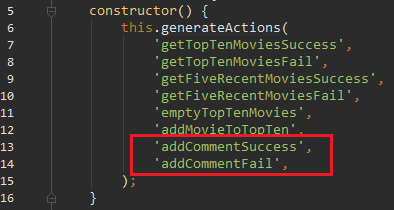 5 constructor() {
6 this.generateActions(
7 'getTopTenMoviesSuccess',
8 'getTopTenMoviesFail',
9 'getFiveRecentMoviesSuccess',
10 'getFiveRecentMoviesFail',
11 'emptyTopTenMovies',
12 'addMovieToTopTen',
13 'addCommentSuccess',
14 'addCommentFail',
15 );
16 }